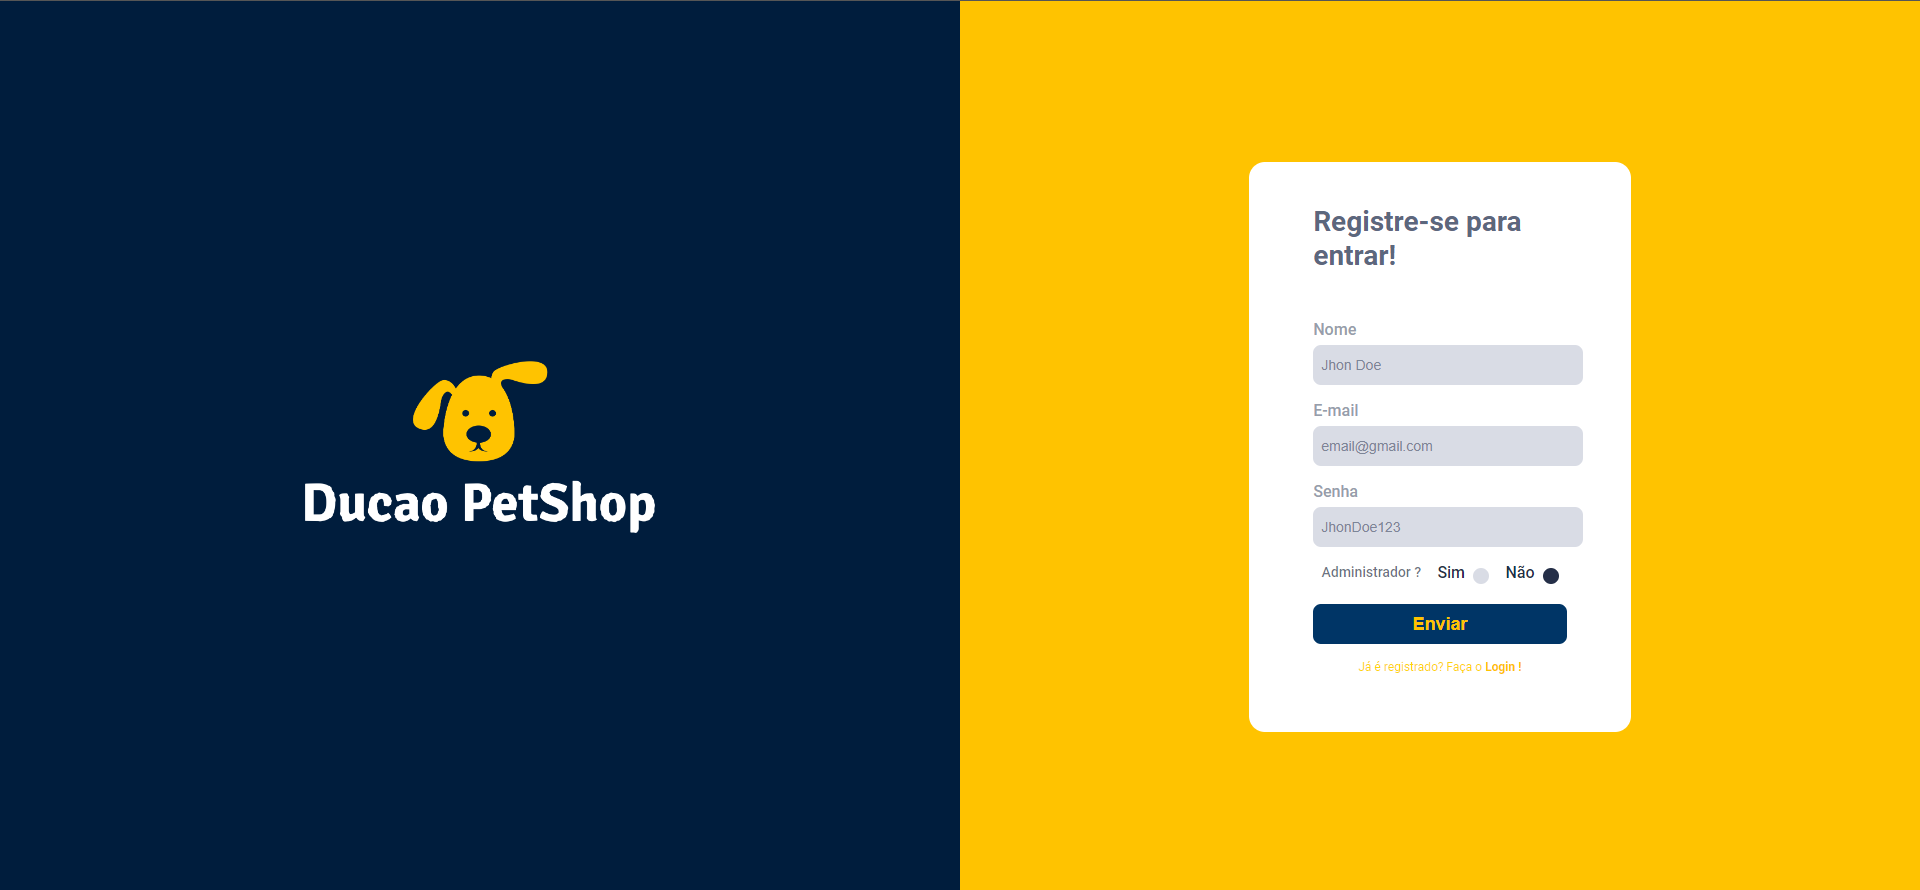 Ducao PetShop
Registre-se para
entrar!
Nome
Jhon Doe
E-mail
email@gmail.com
Senha
JhonDoe123
Administrador ? Sim Não
Enviar
Já é registrado? Faça o Login !